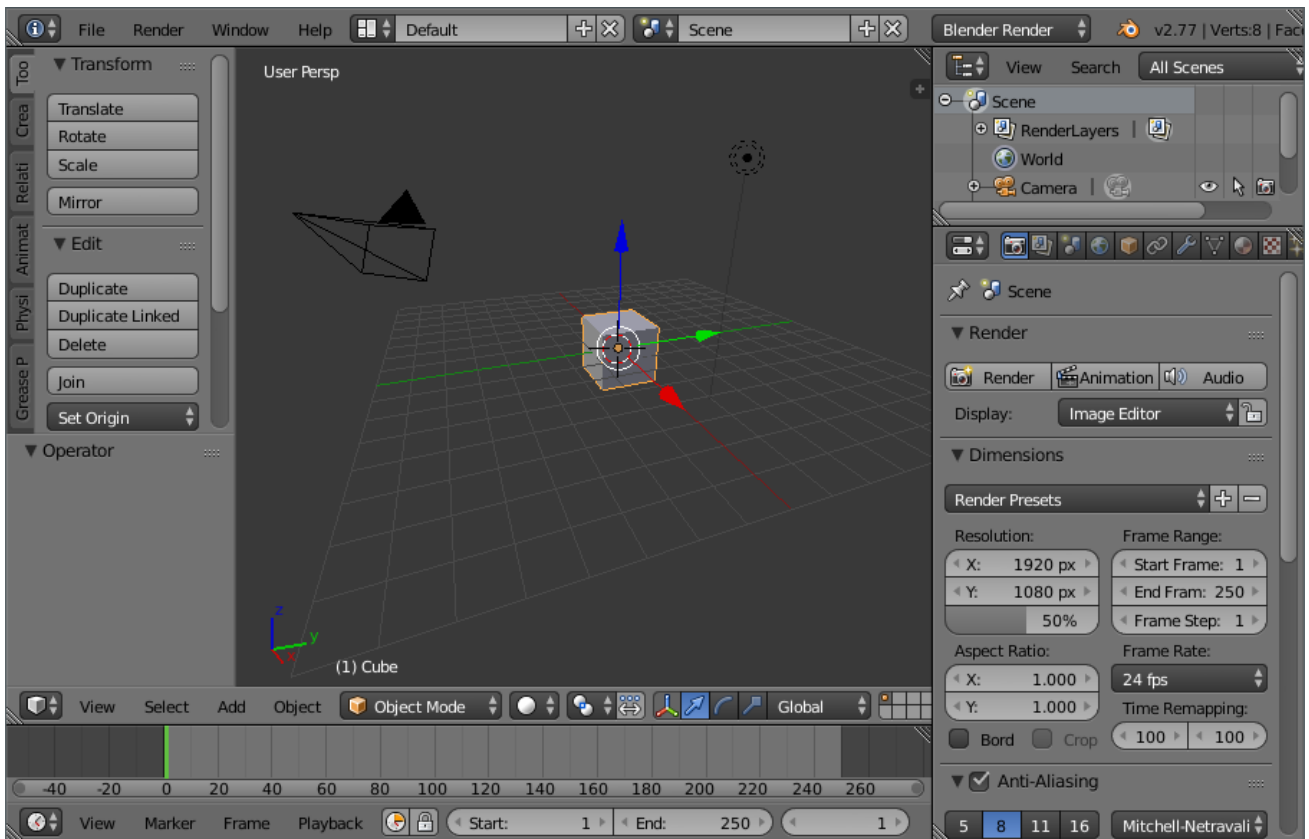 File Render Window Help Default Scene Blender Render v2.77 | Verts:8 | Fac
Too
Crea
Relati
Animat
Physi
Grease P
Transform
Translate
Rotate
Scale
Mirror
Edit
Duplicate
Duplicate Linked
Delete
Join
Set Origin
Operator
User Persp
z
y
x
(1) Cube
View Select Add Object Object Mode Global
-40 -20 0 20 40 60 80 100 120 140 160 180 200 220 240 260
View Marker Frame Playback Start: 1 End: 250 1
View Search All Scenes
Scene
RenderLayers |
World
Camera |
Scene
Render
Render Animation Audio
Display: Image Editor
Dimensions
Render Presets
Resolution: Frame Range:
X: 1920 px Start Frame: 1
Y: 1080 px End Fram: 250
50% Frame Step: 1
Aspect Ratio: Frame Rate:
X: 1.000 24 fps
Y: 1.000 Time Remapping:
Bord Crop 100 100
Anti-Aliasing
5 8 11 16 Mitchell-Netravali